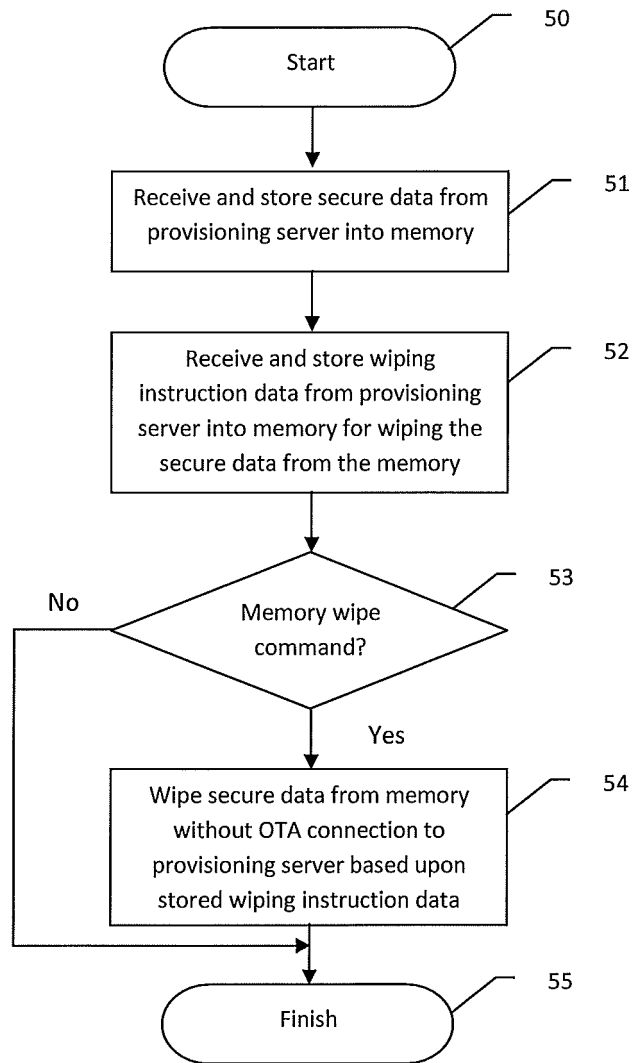 50
Start
51
Receive and store secure data from
provisioning server into memory
52
Receive and store wiping
instruction data from provisioning
server into memory for wiping the
secure data from the memory
53
No
Memory wipe
command?
Yes
54
Wipe secure data from memory
without OTA connection to
provisioning server based upon
stored wiping instruction data
55
Finish